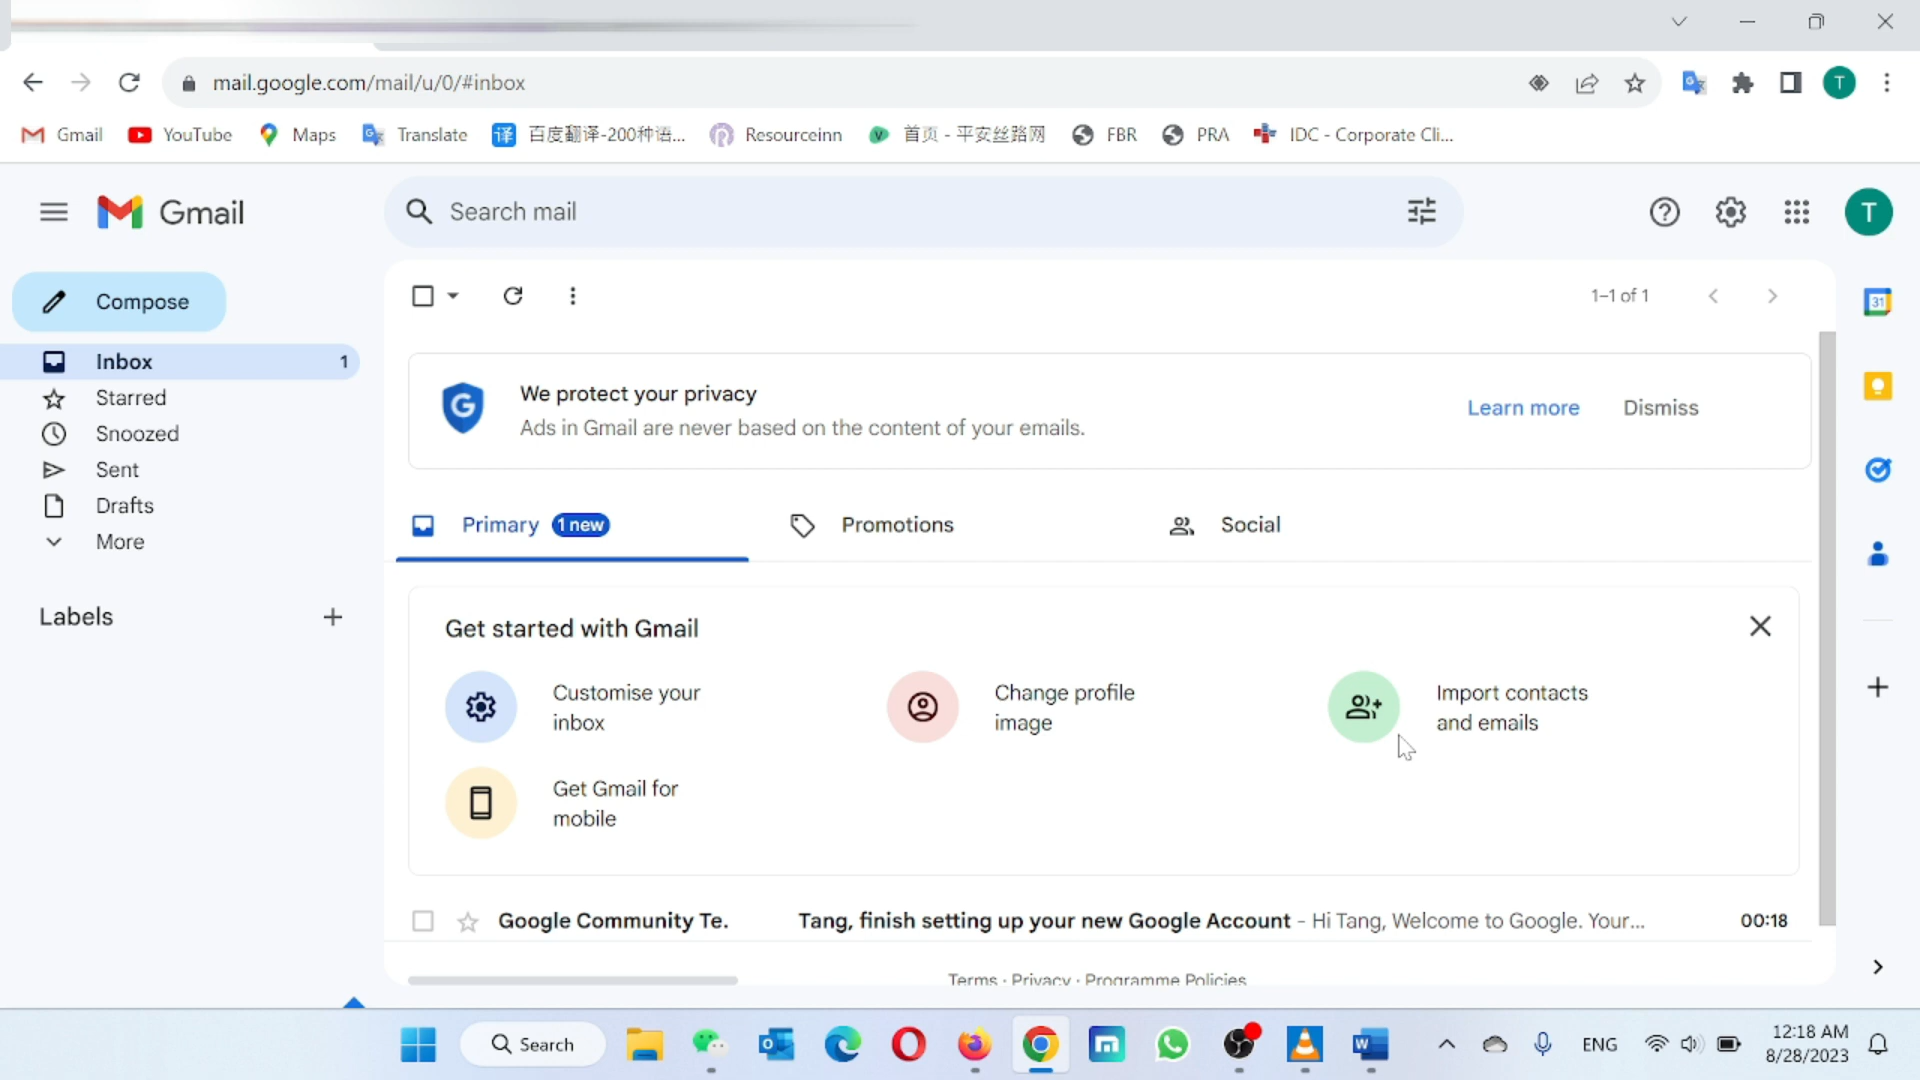 mail.google.com/mail/u/0/#inbox
T
Gmail YouTube Maps Translate 译 百度翻译-200种语... Resourceinn 首页 - 平安丝路网 FBR PRA IDC - Corporate Cli...
Gmail
Search mail
T
Compose
1–1 of 1
31
Inbox 1
Starred
Snoozed
Sent
Drafts
More
Labels
G
We protect your privacy
Ads in Gmail are never based on the content of your emails.
Learn more Dismiss
Primary 1 new Promotions Social
Get started with Gmail
Customise your
inbox
Change profile
image
Import contacts
and emails
Get Gmail for
mobile
Google Community Te. Tang, finish setting up your new Google Account - Hi Tang, Welcome to Google. Your... 00:18
Terms · Privacy · Programme Policies
Search
ENG
12:18 AM
8/28/2023